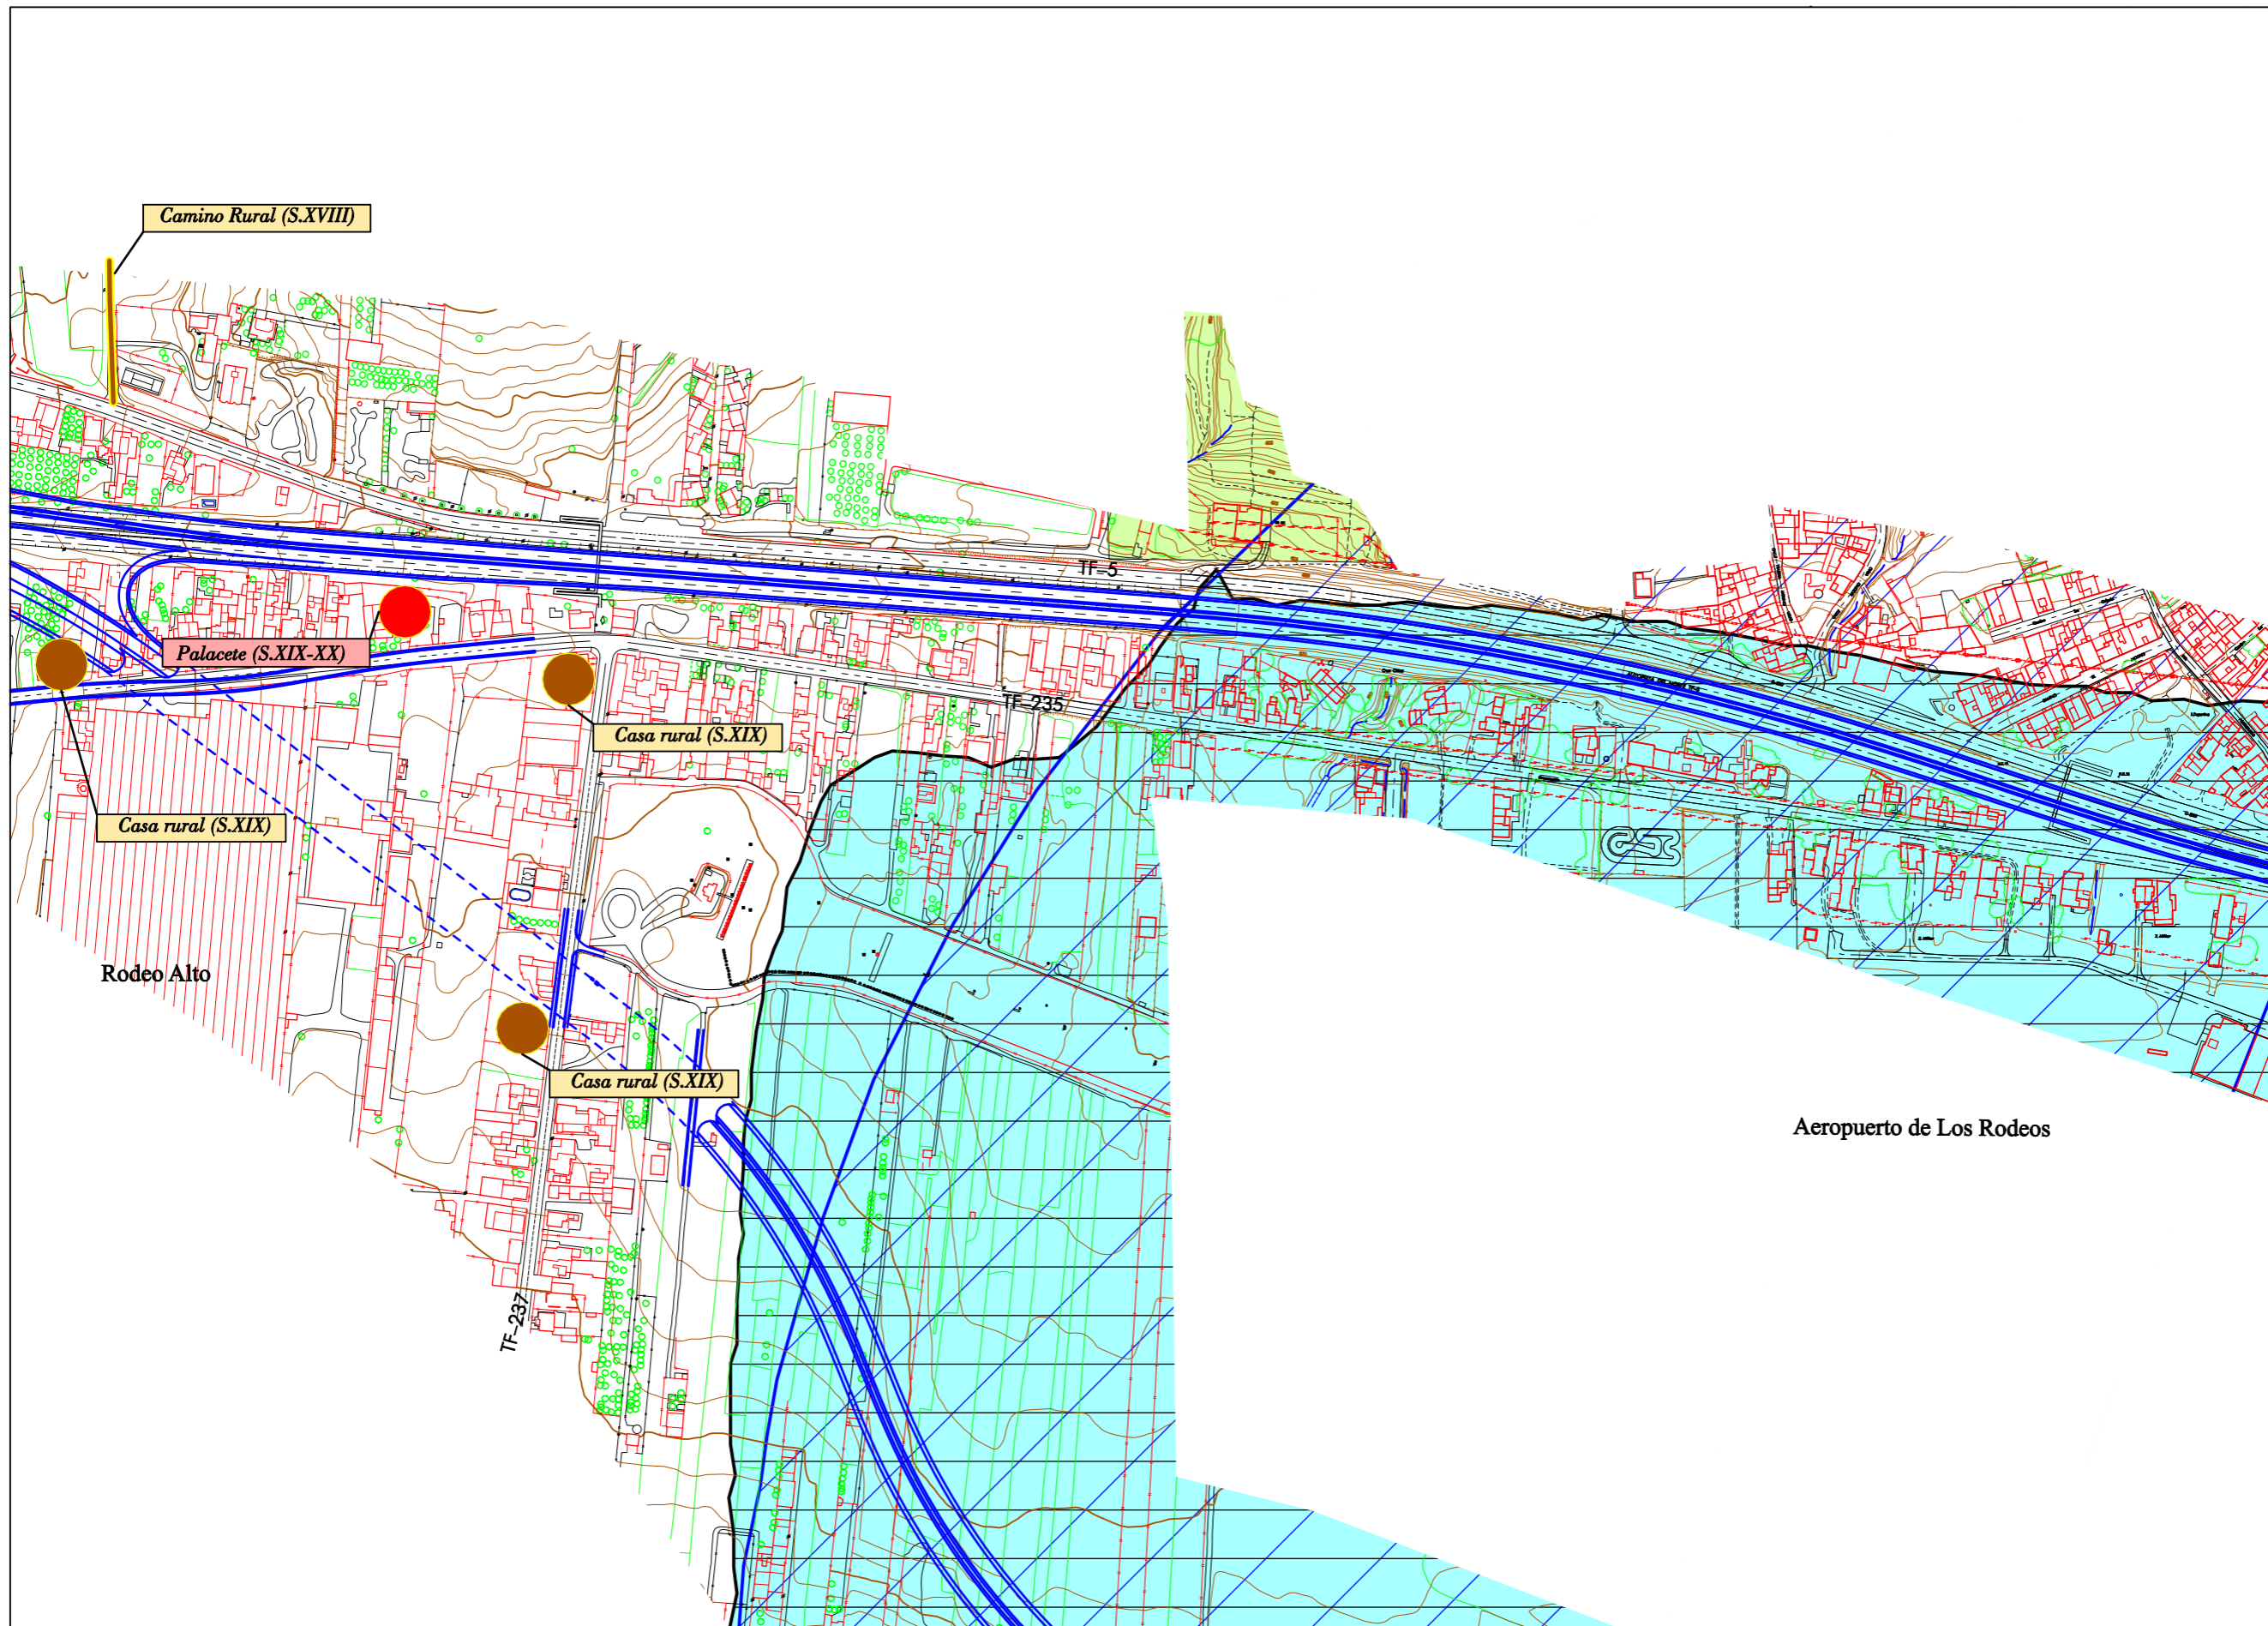 Camino Rural (S.XVIII)
TF-5
Palacete (S.XIX-XX)
TF-235
Casa rural (S.XIX)
Casa rural (S.XIX)
Rodeo Alto
Casa rural (S.XIX)
Aeropuerto de Los Rodeos
TF-237